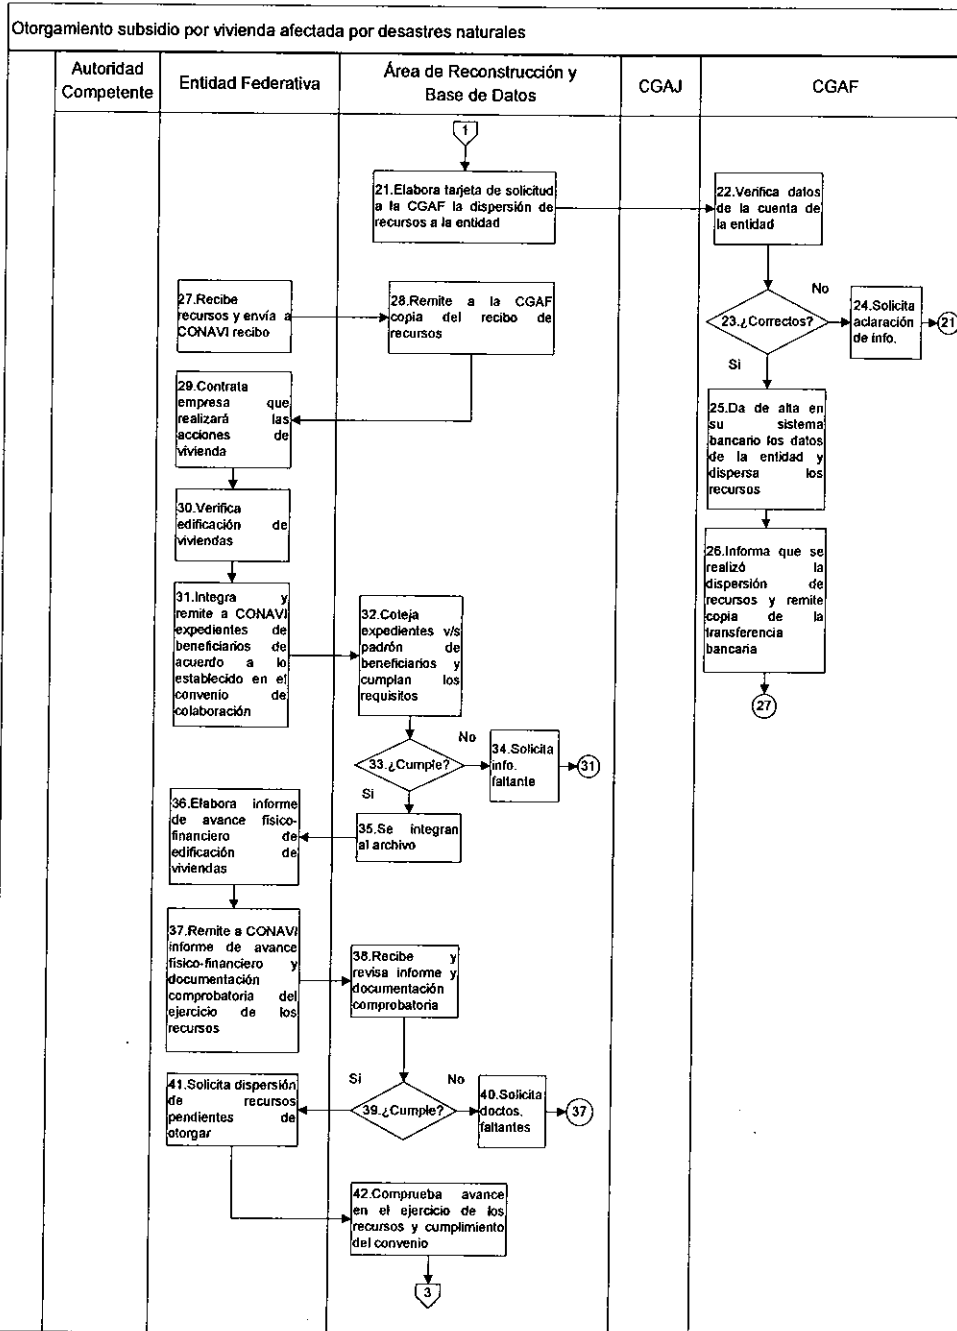 Otorgamiento subsidio por vivienda afectada por desastres naturales
Autoridad
Competente
Entidad Federativa
Área de Reconstrucción y
Base de Datos
CGAJ
CGAF
1
21.Elabora tarjeta de solicitud
a la CGAF la dispersión de
recursos a la entidad
22.Verifica datos
de la cuenta de
la entidad
27.Recibe
recursos y envía a
CONAVI recibo
28.Remite a la CGAF
copia del recibo de
recursos
23.¿Correctos?
No
24.Solicita
aclaración
de info.
21
Si
29.Contrata
empresa que
realizará las
acciones de
vivienda
25.Da de alta en
su sistema
bancario los datos
de la entidad y
dispersa los
recursos
30.Verifica
edificación de
viviendas
26.Informa que se
realizó la
dispersión de
recursos y remite
copia de la
transferencia
bancaria
27
31.Integra y
remite a CONAVI
expedientes de
beneficiarios de
acuerdo a lo
establecido en el
convenio de
colaboración
32.Coteja
expedientes v/s
padrón de
beneficiarios y
cumplan los
requisitos
33.¿Cumple?
No
34.Solicita
info.
faltante
31
Si
35.Se integran
al archivo
36.Elabora informe
de avance físico-
financiero de
edificación de
viviendas
37.Remite a CONAVI
informe de avance
físico-financiero y
documentación
comprobatoria del
ejercicio de los
recursos
38.Recibe y
revisa informe y
documentación
comprobatoria
Si
39.¿Cumple?
No
40.Solicita
doctos.
faltantes
37
41.Solicita dispersión
de recursos
pendientes de
otorgar
42.Comprueba avance
en el ejercicio de los
recursos y cumplimiento
del convenio
3